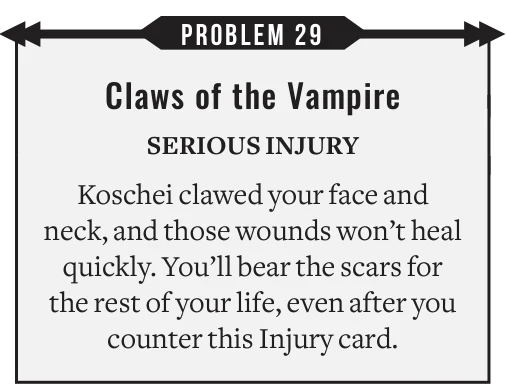 PROBLEM 29
Claws of the Vampire
SERIOUS INJURY
Koschei clawed your face and
neck, and those wounds won’t heal
quickly. You’ll bear the scars for
the rest of your life, even after you
counter this Injury card.